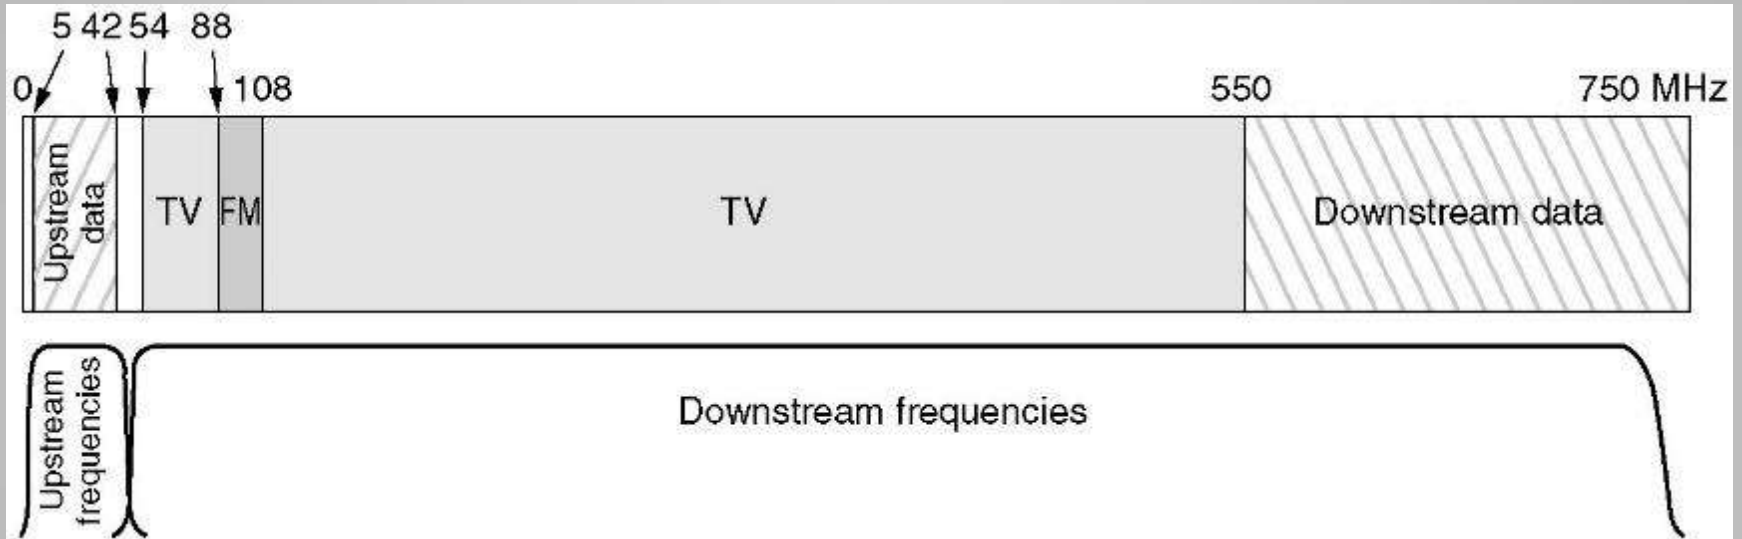 5 42 54 88
0 108 550 750 MHz
Upstream
data
TV FM TV Downstream data
Upstream
frequencies
Downstream frequencies